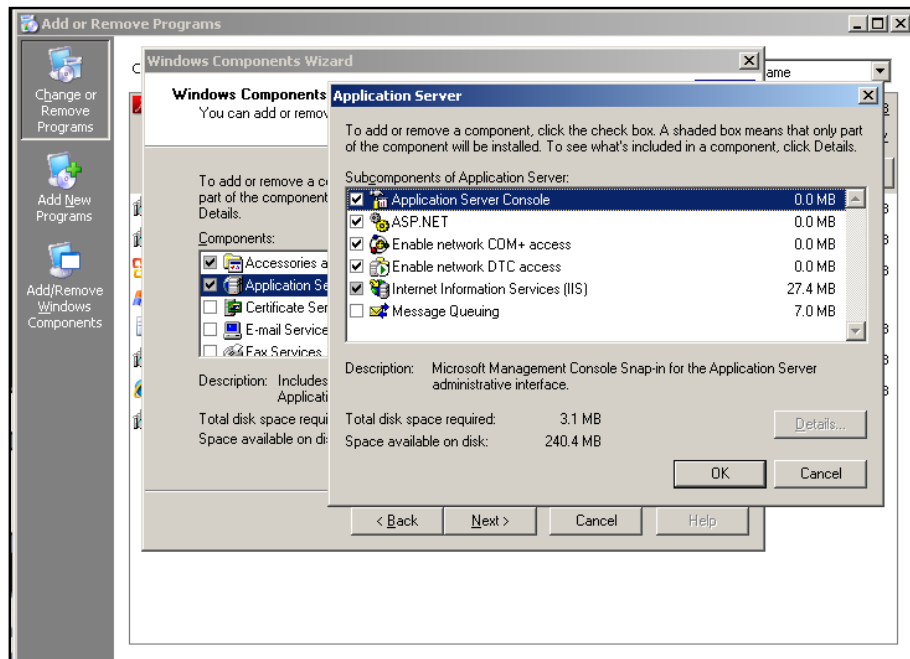 Add or Remove Programs
Change or
Remove
Programs
Add New
Programs
Add/Remove
Windows
Components
Windows Components Wizard
Windows Components
You can add or remov
To add or remove a c
part of the component
Details.
Components:
Accessories a
Application Se
Certificate Ser
E-mail Service
Fax Services
Description: Includes
Applicati
Total disk space requi
Space available on di
< Back
Next >
Cancel
Help
ame
Application Server
To add or remove a component, click the check box. A shaded box means that only part
of the component will be installed. To see what's included in a component, click Details.
Subcomponents of Application Server:
Application Server Console 0.0 MB
ASP.NET 0.0 MB
Enable network COM+ access 0.0 MB
Enable network DTC access 0.0 MB
Internet Information Services (IIS) 27.4 MB
Message Queuing 7.0 MB
Description: Microsoft Management Console Snap-in for the Application Server
administrative interface.
Total disk space required: 3.1 MB
Space available on disk: 240.4 MB
Details...
OK
Cancel